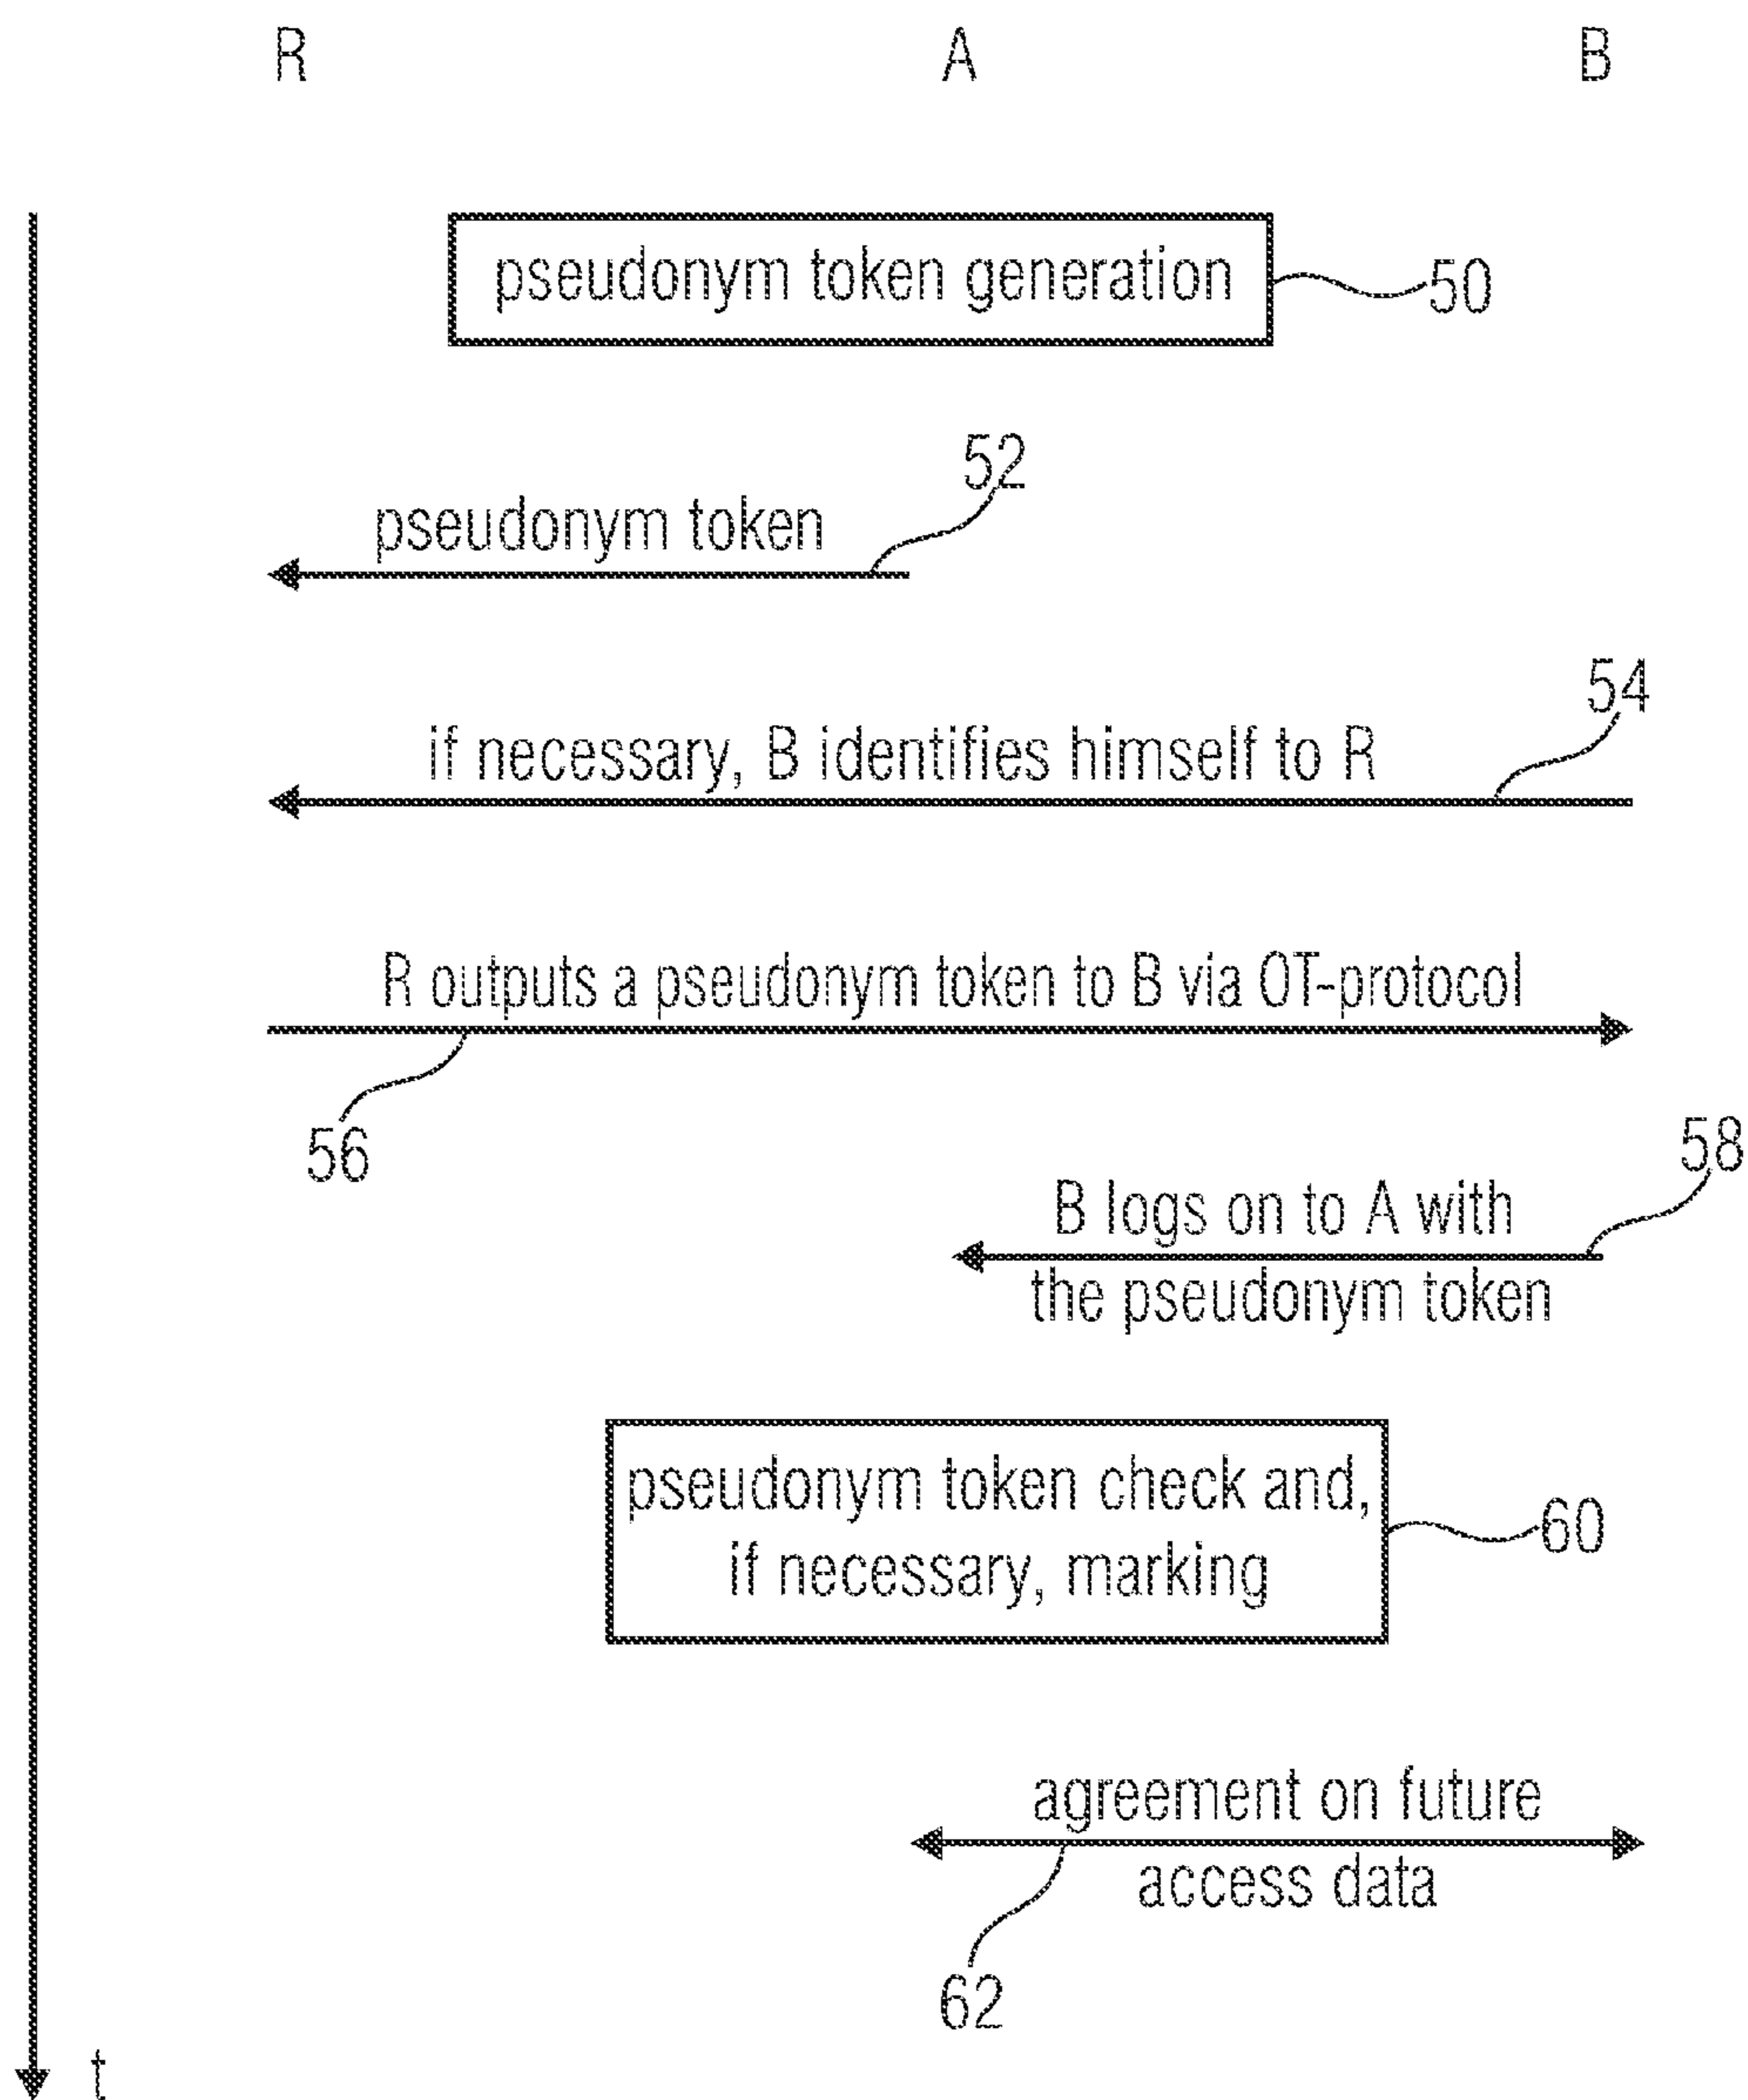 R A B
pseudonym token generation 50
52
pseudonym token
54
if necessary, B identifies himself to R
R outputs a pseudonym token to B via OT-protocol
56
58
B logs on to A with
the pseudonym token
pseudonym token check and,
if necessary, marking
60
agreement on future
access data
62
t